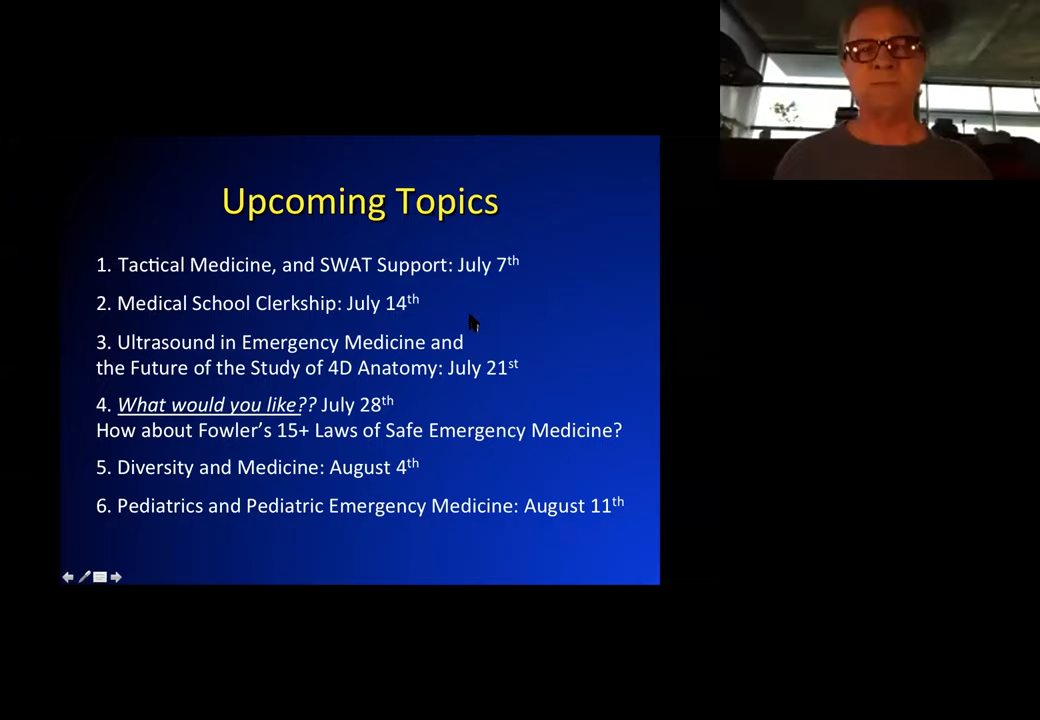 Upcoming Topics
1. Tactical Medicine, and SWAT Support: July 7th
2. Medical School Clerkship: July 14th
3. Ultrasound in Emergency Medicine and
the Future of the Study of 4D Anatomy: July 21st
4. What would you like?? July 28th
How about Fowler’s 15+ Laws of Safe Emergency Medicine?
5. Diversity and Medicine: August 4th
6. Pediatrics and Pediatric Emergency Medicine: August 11th